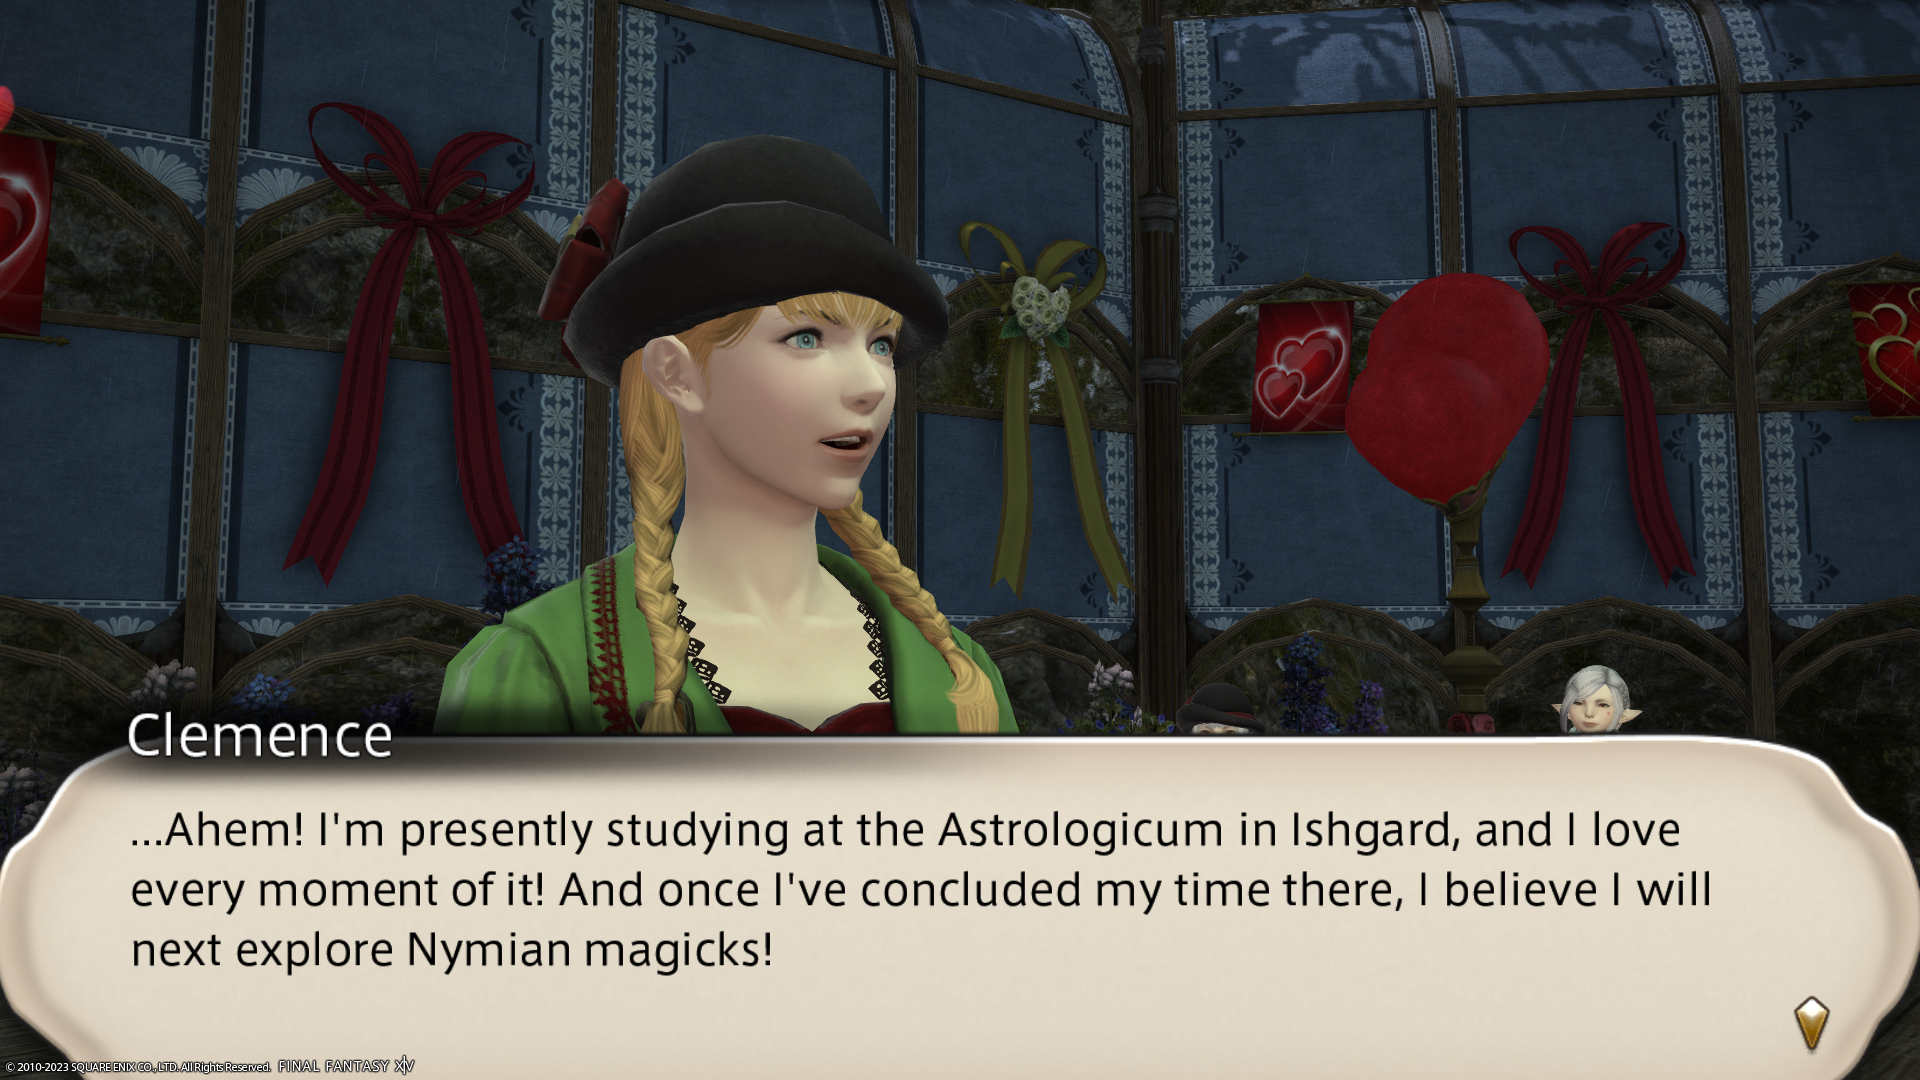 Clemence
...Ahem! I'm presently studying at the Astrologicum in Ishgard, and I love
every moment of it! And once I've concluded my time there, I believe I will
next explore Nymian magicks!
© 2010-2023 SQUARE ENIX CO., LTD. All Rights Reserved. FINAL FANTASY XIV